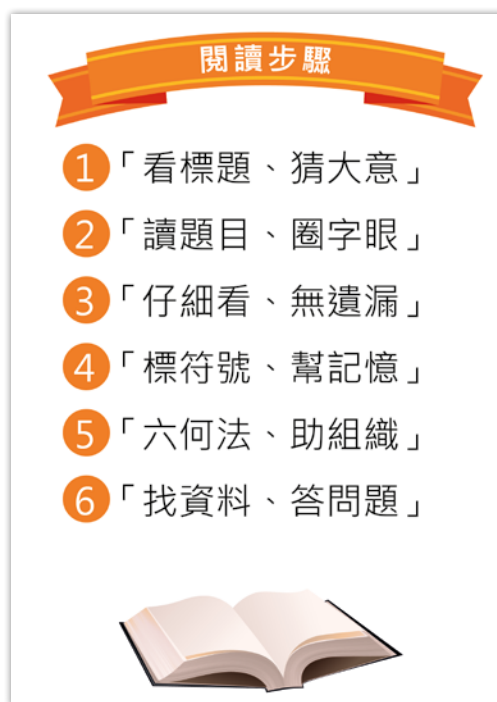 閱讀步驟
1「看標題、猜大意」
2「讀題目、圈字眼」
3「仔細看、無遺漏」
4「標符號、幫記憶」
5「六何法、助組織」
6「找資料、答問題」